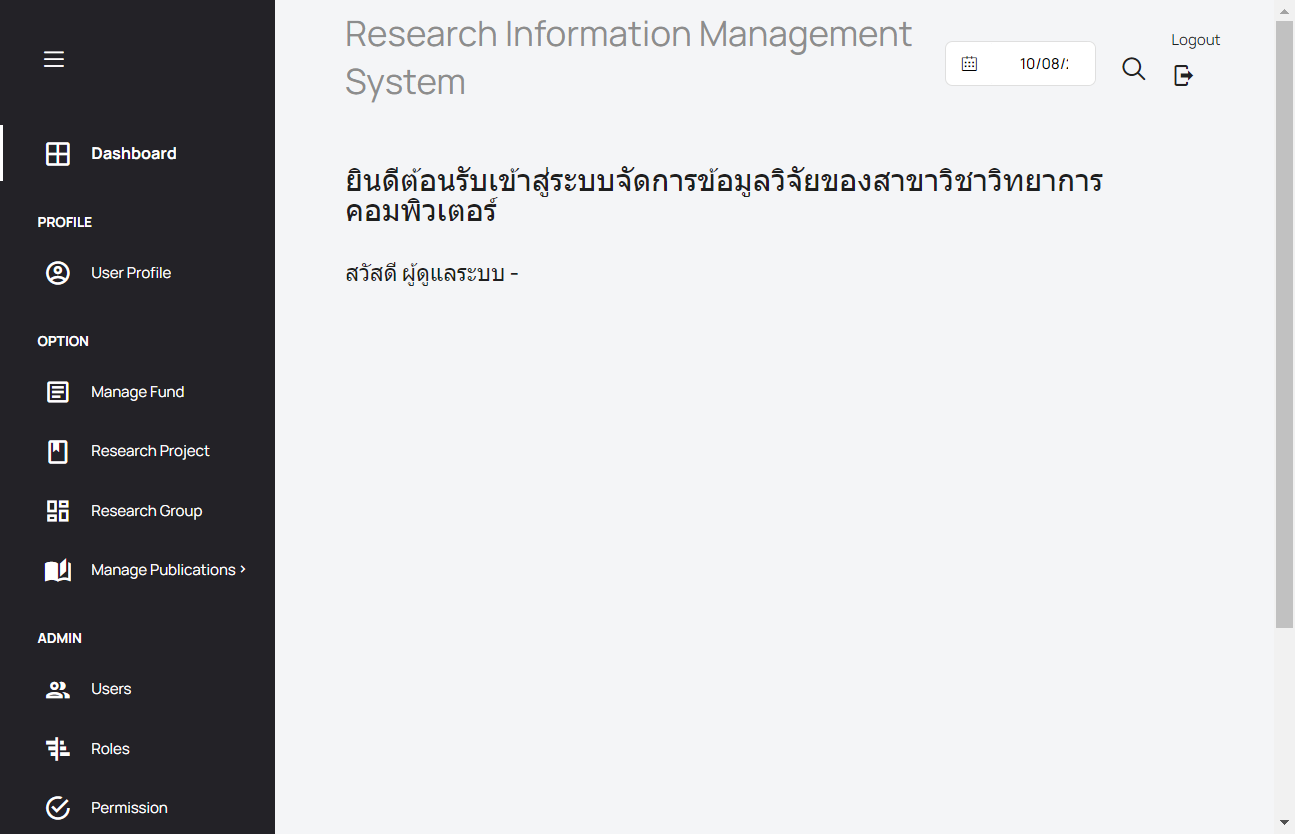 Research Information Management
System
10/08/
Logout
Dashboard
ยินดีต้อนรับเข้าสู่ระบบจัดการข้อมูลวิจัยของสาขาวิชาวิทยาการ
คอมพิวเตอร์
PROFILE
User Profile
สวัสดี ผู้ดูแลระบบ -
OPTION
Manage Fund
Research Project
Research Group
Manage Publications ›
ADMIN
Users
Roles
Permission